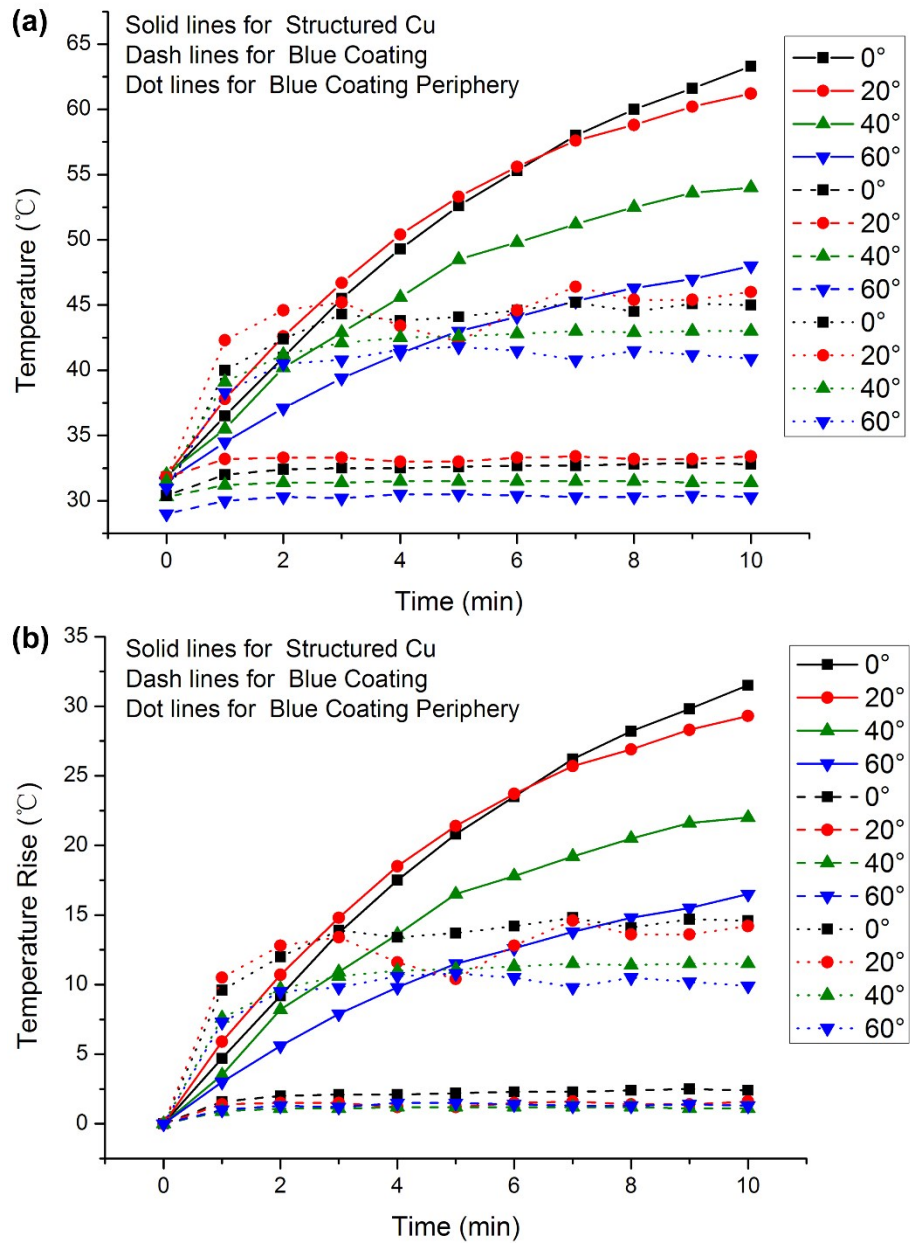 (a)
Solid lines for Structured Cu
Dash lines for Blue Coating
Dot lines for Blue Coating Periphery
65
60
55
50
45
40
35
30
Temperature (℃)
0 2 4 6 8 10
Time (min)
0°
20°
40°
60°
0°
20°
40°
60°
0°
20°
40°
60°
(b)
Solid lines for Structured Cu
Dash lines for Blue Coating
Dot lines for Blue Coating Periphery
35
30
25
20
15
10
5
0
Temperature Rise (℃)
0 2 4 6 8 10
Time (min)
0°
20°
40°
60°
0°
20°
40°
60°
0°
20°
40°
60°